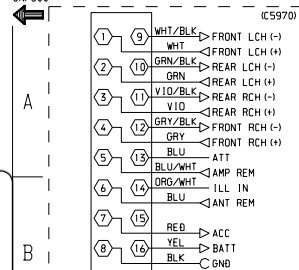 (C5970)
1 9 WHT/BLK FRONT LCH (-)
WHT FRONT LCH (+)
2 10 GRN/BLK REAR LCH (-)
GRN REAR LCH (+)
A
3 11 VIO/BLK REAR RCH (-)
VIO REAR RCH (+)
4 12 GRY/BLK FRONT RCH (-)
GRY FRONT RCH (+)
5 13 BLU ATT
BLU/WHT AMP REM
6 14 ORG/WHT ILL IN
BLU ANT REM
7 15
RED ACC
B
8 16 YEL BATT
BLK GND